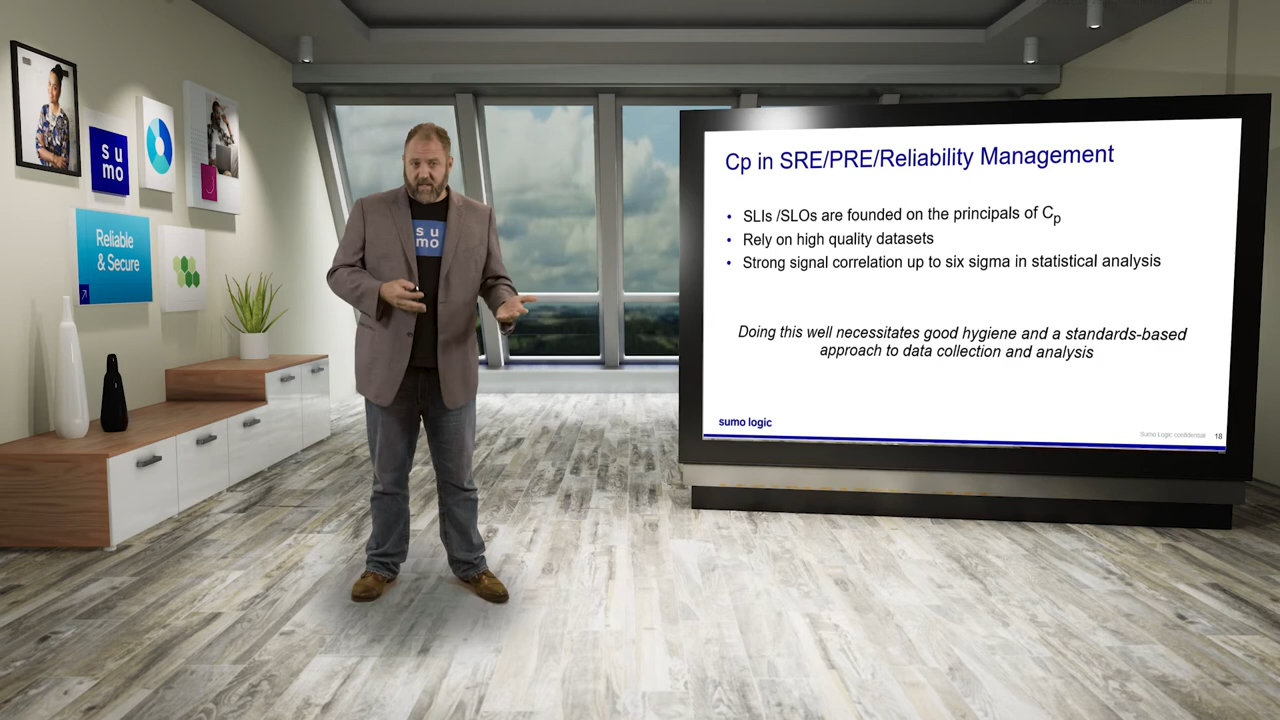 su
mo
Reliable
& Secure
su
mo
Cp in SRE/PRE/Reliability Management
• SLIs /SLOs are founded on the principals of Cp
• Rely on high quality datasets
• Strong signal correlation up to six sigma in statistical analysis
Doing this well necessitates good hygiene and a standards-based
approach to data collection and analysis
sumo logic
Sumo Logic confidential 18